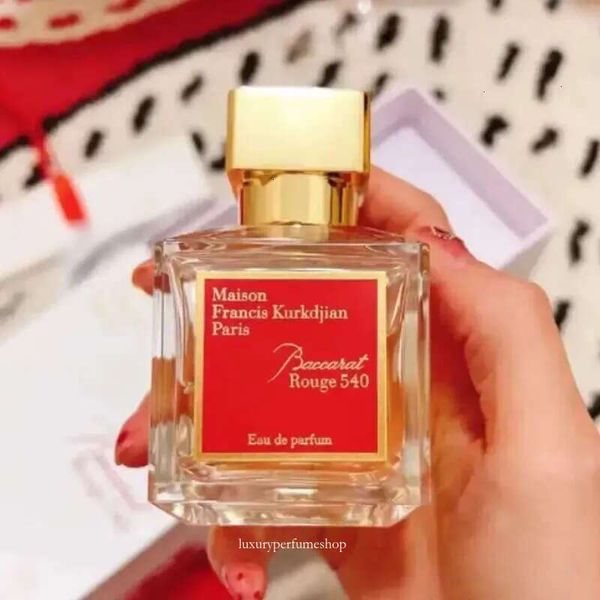 Maison
Francis Kurkdjian
Paris
Baccarat
Rouge 540
Eau de parfum
luxuryperfumeshop